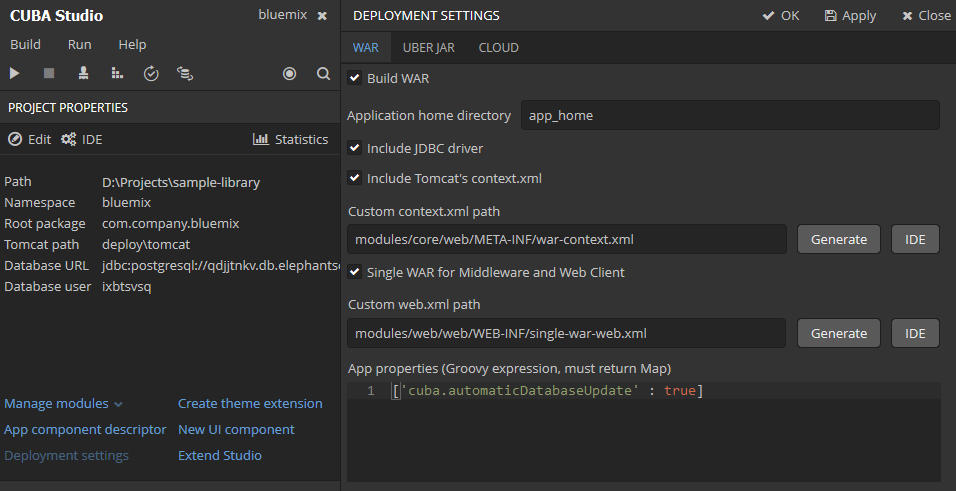 CUBA Studio
bluemix
Build Run Help
PROJECT PROPERTIES
Edit IDE Statistics
Path D:\Projects\sample-library
Namespace bluemix
Root package com.company.bluemix
Tomcat path deploy\tomcat
Database URL jdbc:postgresql://qdjjtnkv.db.elephants
Database user ixbtsvsq
Manage modules Create theme extension
App component descriptor New UI component
Deployment settings Extend Studio
DEPLOYMENT SETTINGS OK Apply Close
WAR UBER JAR CLOUD
Build WAR
Application home directory app_home
Include JDBC driver
Include Tomcat's context.xml
Custom context.xml path
modules/core/web/META-INF/war-context.xml Generate IDE
Single WAR for Middleware and Web Client
Custom web.xml path
modules/web/web/WEB-INF/single-war-web.xml Generate IDE
App properties (Groovy expression, must return Map)
1 ['cuba.automaticDatabaseUpdate' : true]